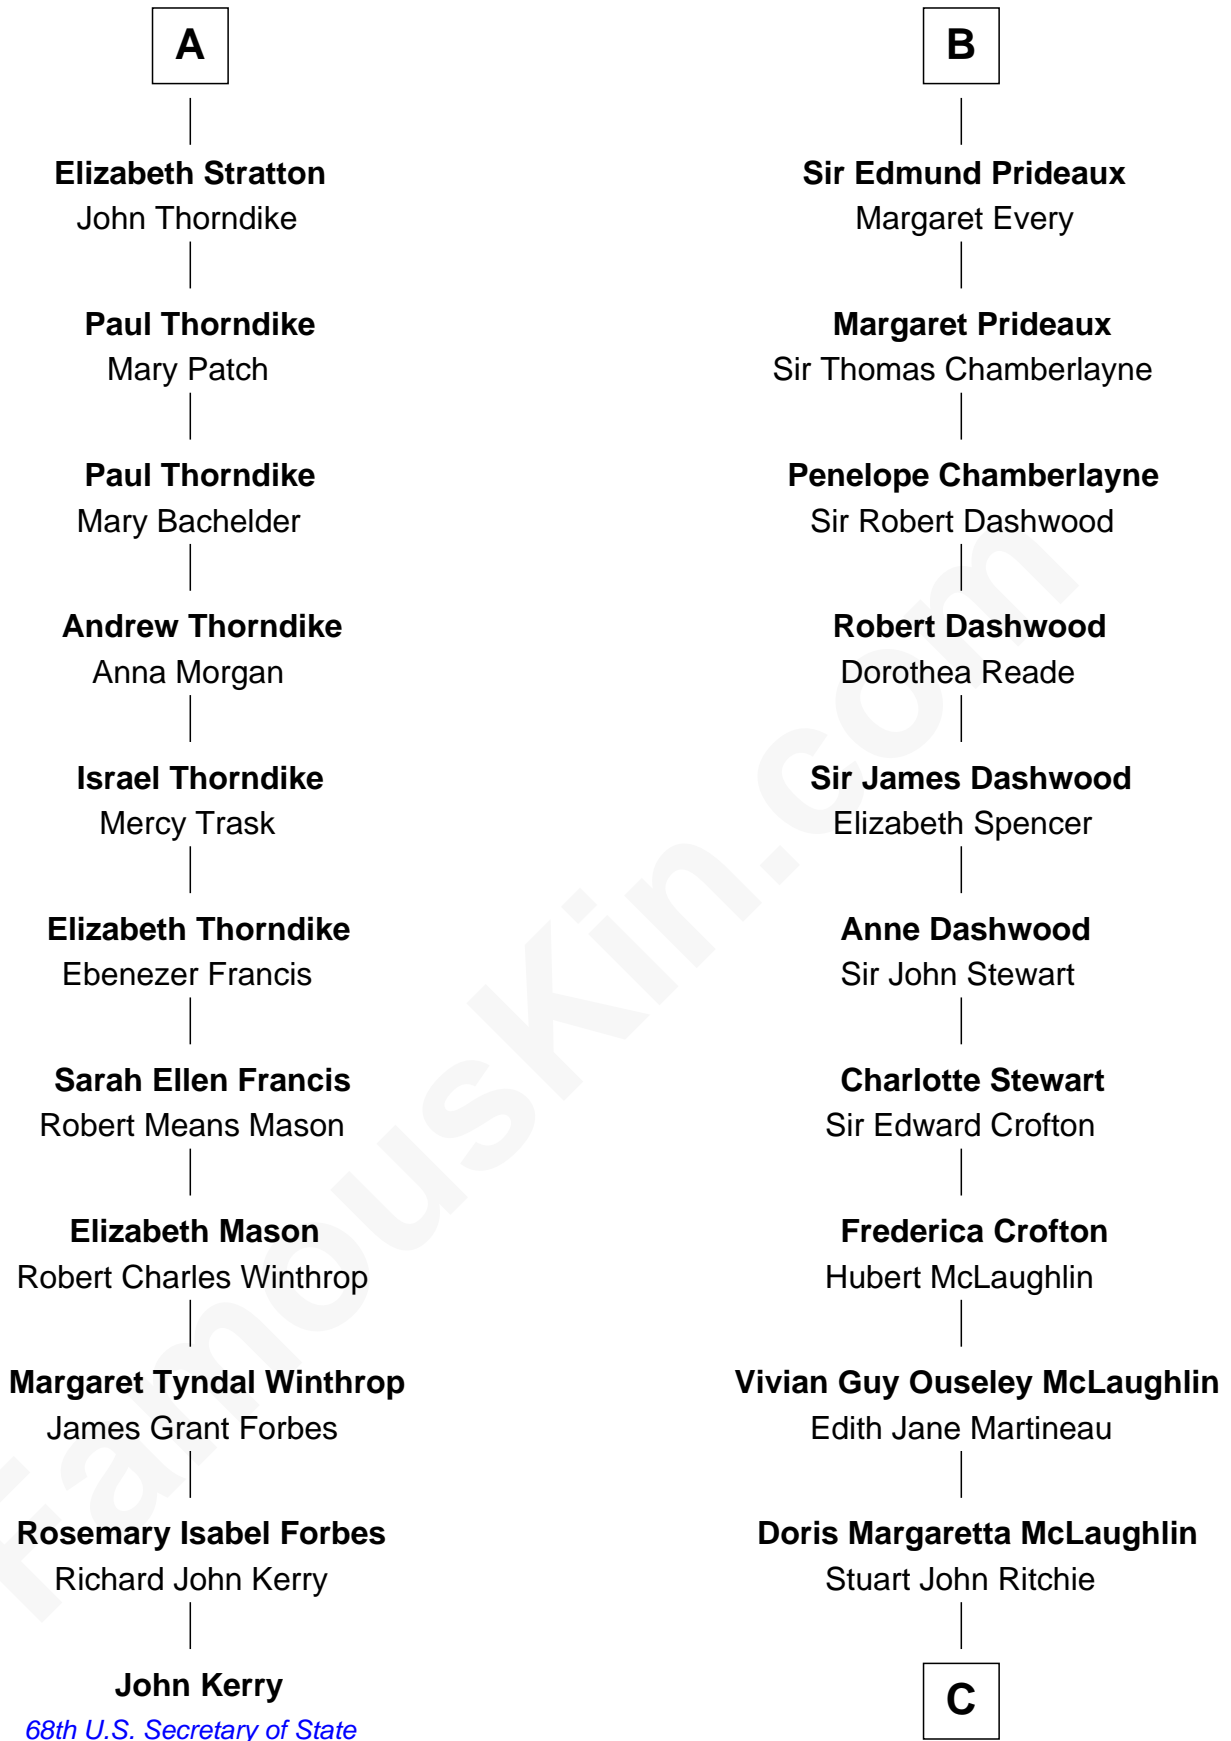 A
Elizabeth Stratton
John Thorndike
Paul Thorndike
Mary Patch
Paul Thorndike
Mary Bachelder
Andrew Thorndike
Anna Morgan
Israel Thorndike
Mercy Trask
Elizabeth Thorndike
Ebenezer Francis
Sarah Ellen Francis
Robert Means Mason
Elizabeth Mason
Robert Charles Winthrop
Margaret Tyndal Winthrop
James Grant Forbes
Rosemary Isabel Forbes
Richard John Kerry
John Kerry
68th U.S. Secretary of State
B
Sir Edmund Prideaux
Margaret Every
Margaret Prideaux
Sir Thomas Chamberlayne
Penelope Chamberlayne
Sir Robert Dashwood
Robert Dashwood
Dorothea Reade
Sir James Dashwood
Elizabeth Spencer
Anne Dashwood
Sir John Stewart
Charlotte Stewart
Sir Edward Crofton
Frederica Crofton
Hubert McLaughlin
Vivian Guy Ouseley McLaughlin
Edith Jane Martineau
Doris Margaretta McLaughlin
Stuart John Ritchie
C
FamousKin.com